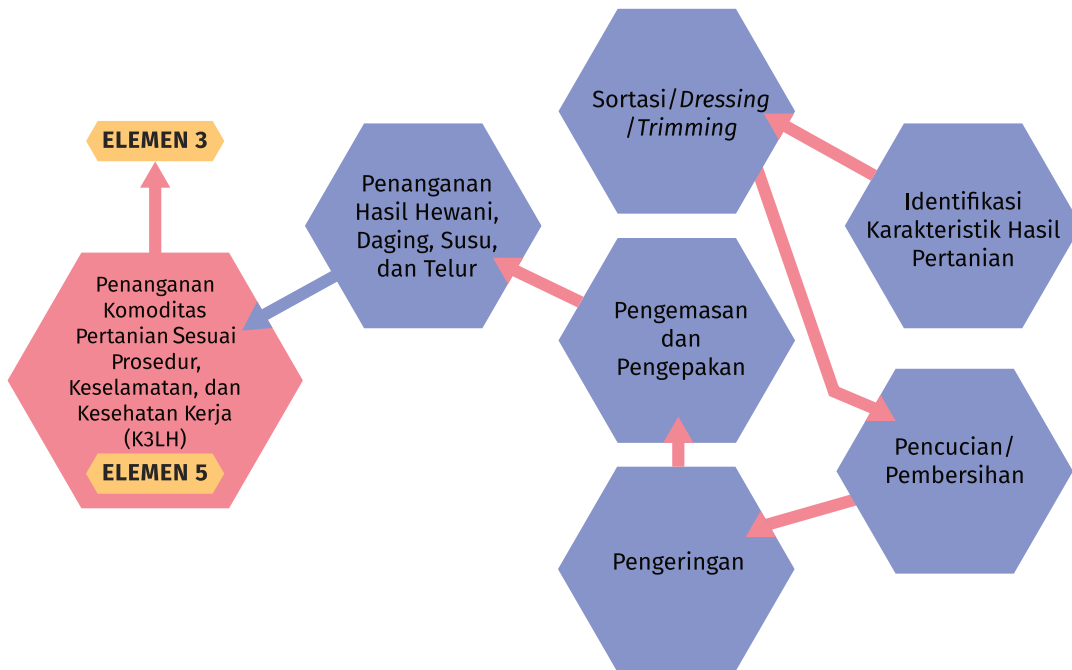 ELEMEN 3
Penanganan
Komoditas
Pertanian Sesuai
Prosedur,
Keselamatan, dan
Kesehatan Kerja
(K3LH)
ELEMEN 5
Penanganan
Hasil Hewani,
Daging, Susu,
dan Telur
Sortasi/Dressing
/Trimming
Pengemasan
dan
Pengepakan
Pengeringan
Identifikasi
Karakteristik Hasil
Pertanian
Pencucian/
Pembersihan